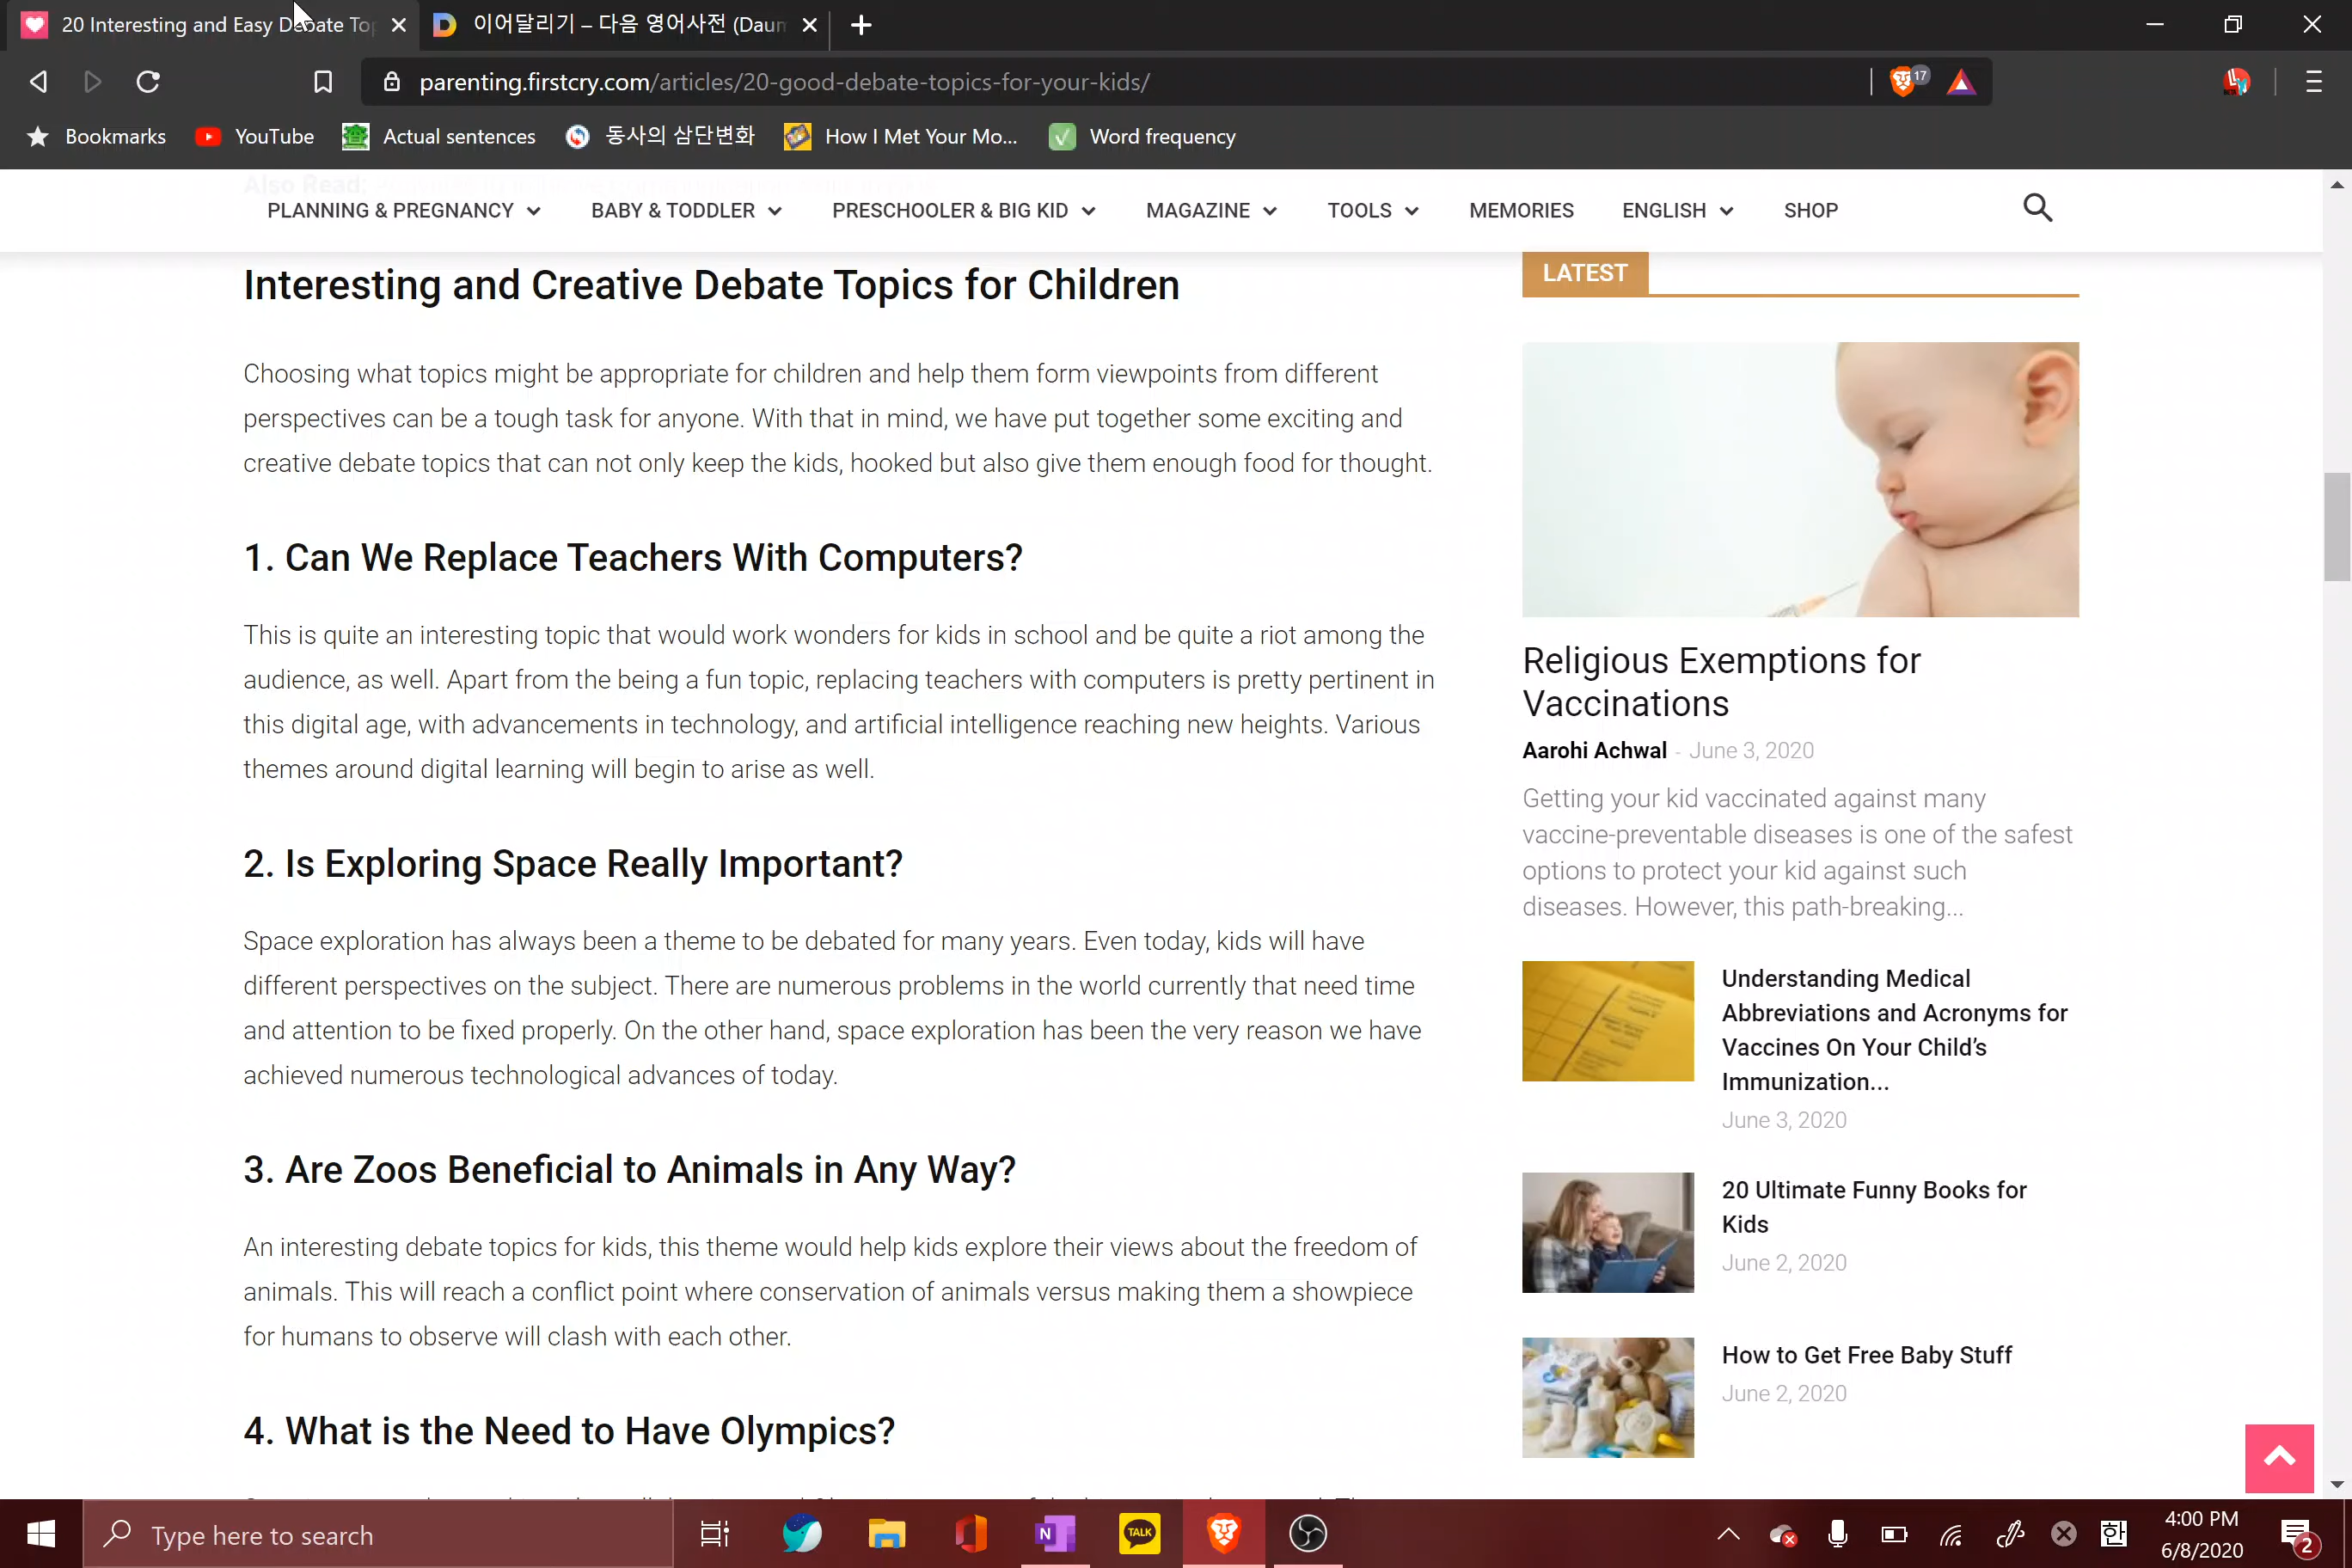 20 Interesting and Easy Debate Top
이어달리기 – 다음 영어사전 (Daum
parenting.firstcry.com/articles/20-good-debate-topics-for-your-kids/
17
Bookmarks
YouTube
Actual sentences
동사의 삼단변화
How I Met Your Mo...
Word frequency
Also Read:
PLANNING & PREGNANCY
BABY & TODDLER
PRESCHOOLER & BIG KID
MAGAZINE
TOOLS
MEMORIES
ENGLISH
SHOP
Interesting and Creative Debate Topics for Children
Choosing what topics might be appropriate for children and help them form viewpoints from different
perspectives can be a tough task for anyone. With that in mind, we have put together some exciting and
creative debate topics that can not only keep the kids, hooked but also give them enough food for thought.
1. Can We Replace Teachers With Computers?
This is quite an interesting topic that would work wonders for kids in school and be quite a riot among the
audience, as well. Apart from the being a fun topic, replacing teachers with computers is pretty pertinent in
this digital age, with advancements in technology, and artificial intelligence reaching new heights. Various
themes around digital learning will begin to arise as well.
2. Is Exploring Space Really Important?
Space exploration has always been a theme to be debated for many years. Even today, kids will have
different perspectives on the subject. There are numerous problems in the world currently that need time
and attention to be fixed properly. On the other hand, space exploration has been the very reason we have
achieved numerous technological advances of today.
3. Are Zoos Beneficial to Animals in Any Way?
An interesting debate topics for kids, this theme would help kids explore their views about the freedom of
animals. This will reach a conflict point where conservation of animals versus making them a showpiece
for humans to observe will clash with each other.
4. What is the Need to Have Olympics?
LATEST
Religious Exemptions for
Vaccinations
Aarohi Achwal - June 3, 2020
Getting your kid vaccinated against many
vaccine-preventable diseases is one of the safest
options to protect your kid against such
diseases. However, this path-breaking...
Understanding Medical
Abbreviations and Acronyms for
Vaccines On Your Child’s
Immunization...
June 3, 2020
20 Ultimate Funny Books for
Kids
June 2, 2020
How to Get Free Baby Stuff
June 2, 2020
Type here to search
N
TALK
한
4:00 PM
6/8/2020
2